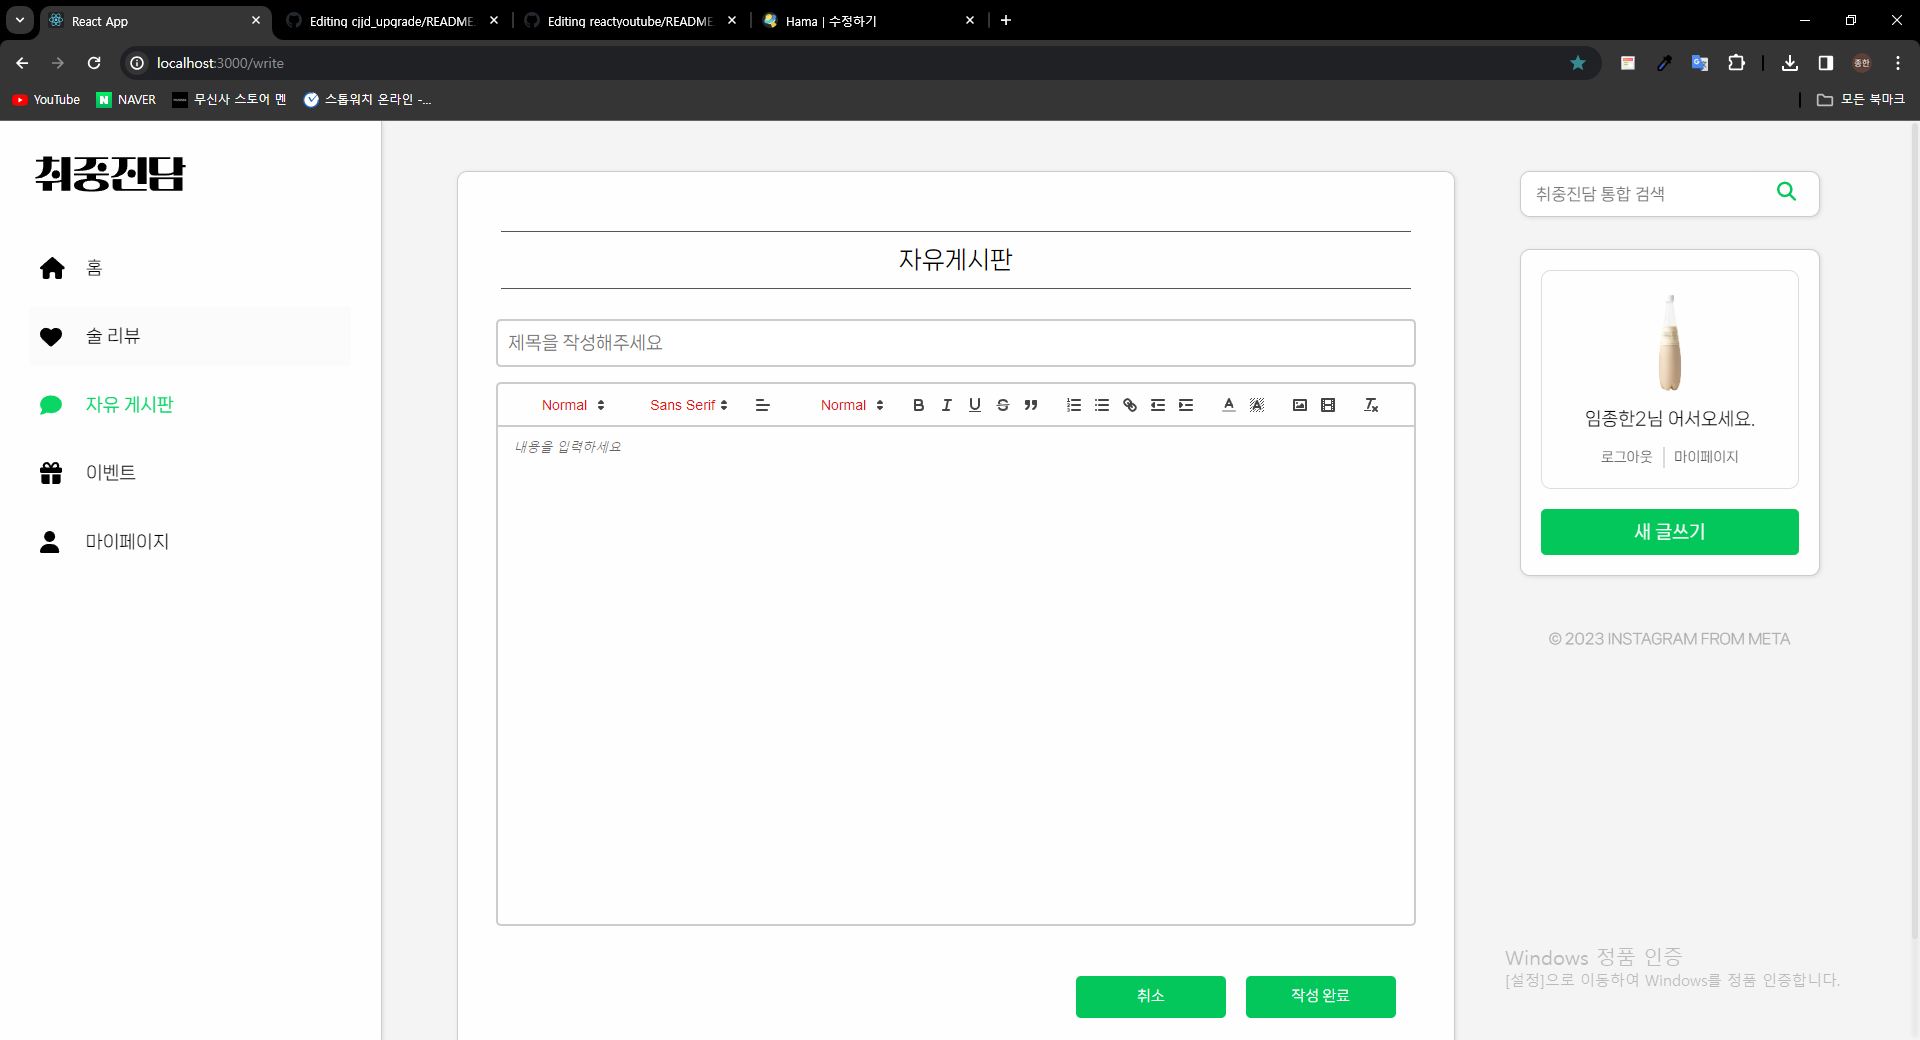 React App
Editing cjjd_upgrade/README
Editing reactyoutube/README
Hama | 수정하기
localhost:3000/write
종한
YouTube
NAVER
무신사 스토어 멘
스톱워치 온라인 -...
모든 북마크
취중진담
홈
술 리뷰
자유 게시판
이벤트
마이페이지
자유게시판
제목을 작성해주세요
Normal
Sans Serif
Normal
내용을 입력하세요
취소
작성 완료
취중진담 통합 검색
임종한2님 어서오세요.
로그아웃
마이페이지
새 글쓰기
© 2023 INSTAGRAM FROM META
Windows 정품 인증
[설정]으로 이동하여 Windows를 정품 인증합니다.